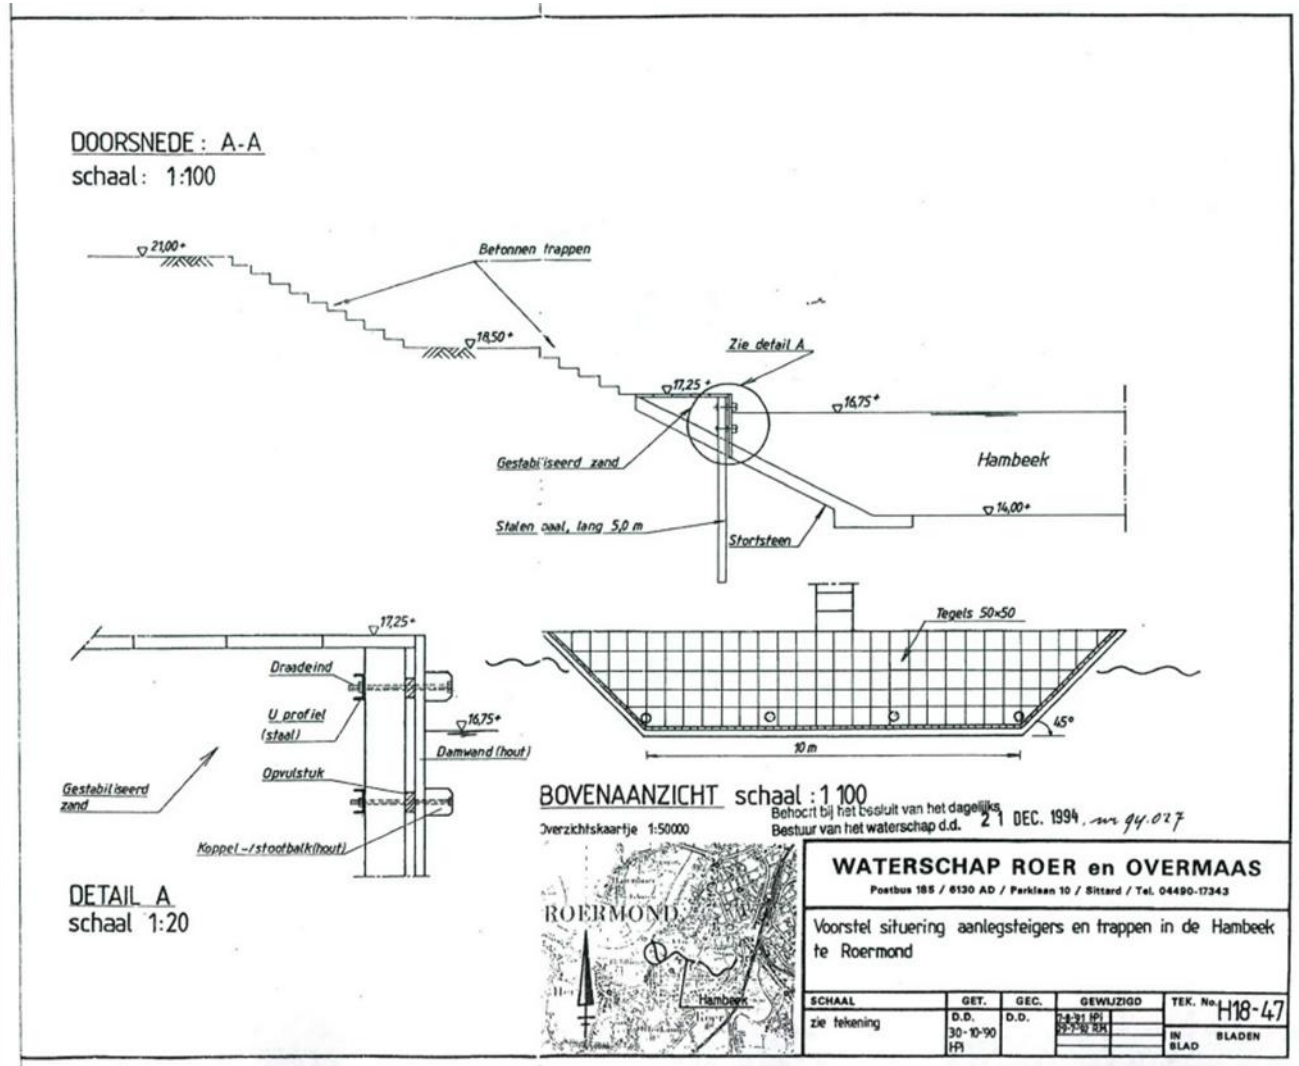 DOORSNEDE : A-A
schaal : 1:100
21,00+
Betonnen trappen
18,50+
Zie detail A
17,25+
16,75+
Gestabiliseerd zand
Hambeek
14,00+
Stalen paal, lang 5,0 m
Stortsteen
17,25+
Draadeind
U profiel
(staal)
16,75+
Damwand (hout)
Opvulstuk
Gestabiliseerd
zand
Koppel-/stootbalk(hout)
DETAIL A
schaal 1:20
Tegels 50x50
45°
10 m
BOVENAANZICHT schaal : 1 100
Overzichtskaartje 1:50000
Behoort bij het besluit van het dagelijks
Bestuur van het waterschap d.d. 21 DEC. 1994. nr 94.027
ROERMOND
Hambeek
WATERSCHAP ROER en OVERMAAS
Postbus 185 / 6130 AD / Parklaan 10 / Sittard / Tel. 04490-17343
Voorstel situering aanlegsteigers en trappen in de Hambeek
te Roermond
SCHAAL
zie tekening
GET.
D.D.
30-10-90
HPI
GEC.
D.D.
GEWIJZIGD
TEK. No. H18-47
IN BLADEN
BLAD